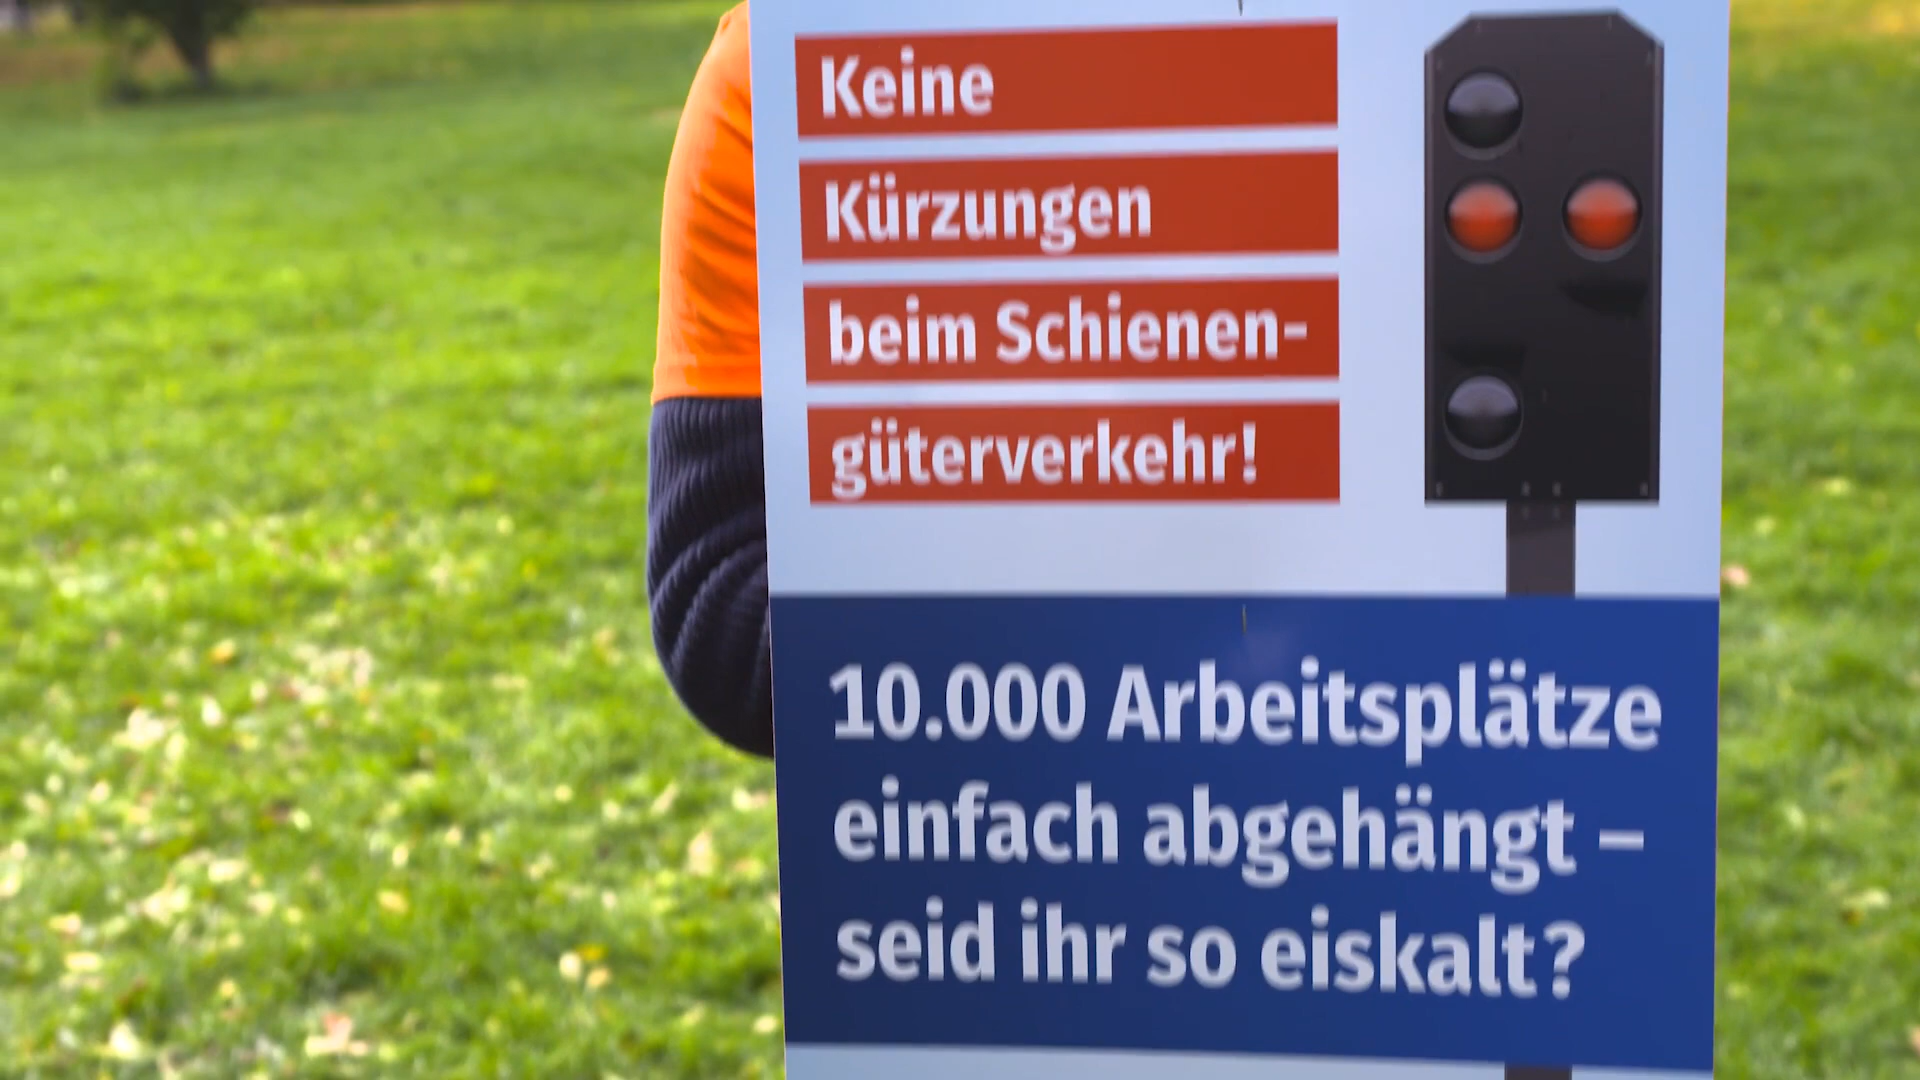 Keine
Kürzungen
beim Schienen-
güterverkehr!
10.000 Arbeitsplätze
einfach abgehängt –
seid ihr so eiskalt?